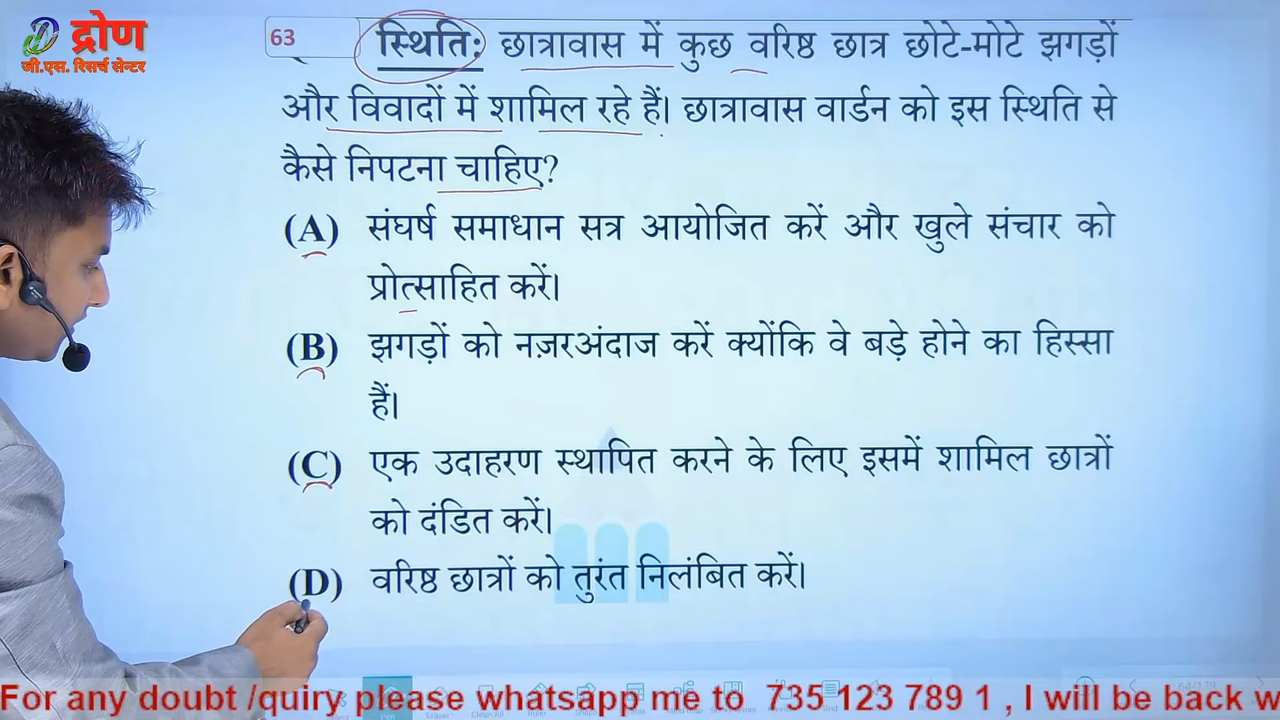 द्रोण
जी.एस. रिसर्च सेन्टर
63
स्थिति: छात्रावास में कुछ वरिष्ठ छात्र छोटे-मोटे झगड़ों
और विवादों में शामिल रहे हैं। छात्रावास वार्डन को इस स्थिति से
कैसे निपटना चाहिए?
(A) संघर्ष समाधान सत्र आयोजित करें और खुले संचार को
प्रोत्साहित करें।
(B) झगड़ों को नज़रअंदाज करें क्योंकि वे बड़े होने का हिस्सा
हैं।
(C) एक उदाहरण स्थापित करने के लिए इसमें शामिल छात्रों
को दंडित करें।
(D) वरिष्ठ छात्रों को तुरंत निलंबित करें।
For any doubt /quiry please whatsapp me to 735 123 789 1 , I will be back w